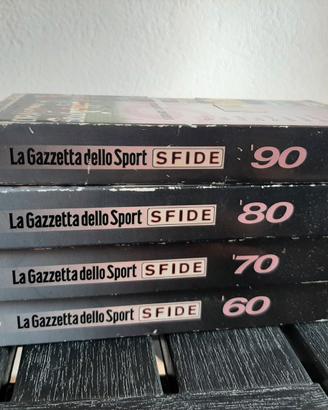 La Gazzetta dello Sport SFIDE '90
La Gazzetta dello Sport SFIDE '80
La Gazzetta dello Sport SFIDE '70
La Gazzetta dello Sport SFIDE '60